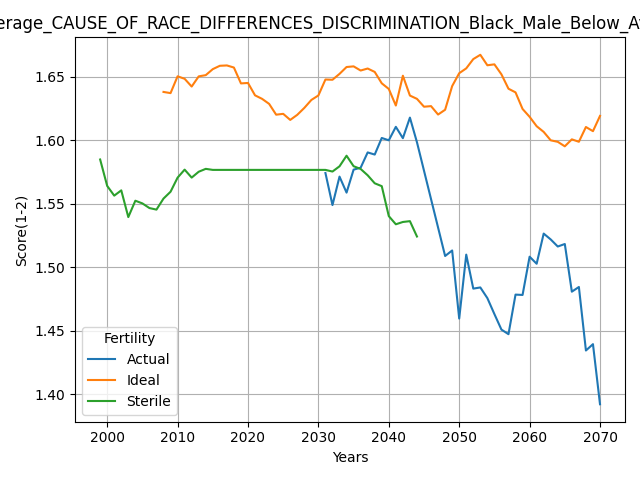 erage_CAUSE_OF_RACE_DIFFERENCES_DISCRIMINATION_Black_Male_Below_A
Score(1-2)
1.65
1.60
1.55
1.50
1.45
1.40
Fertility
Actual
Ideal
Sterile
2000 2010 2020 2030 2040 2050 2060 2070
Years